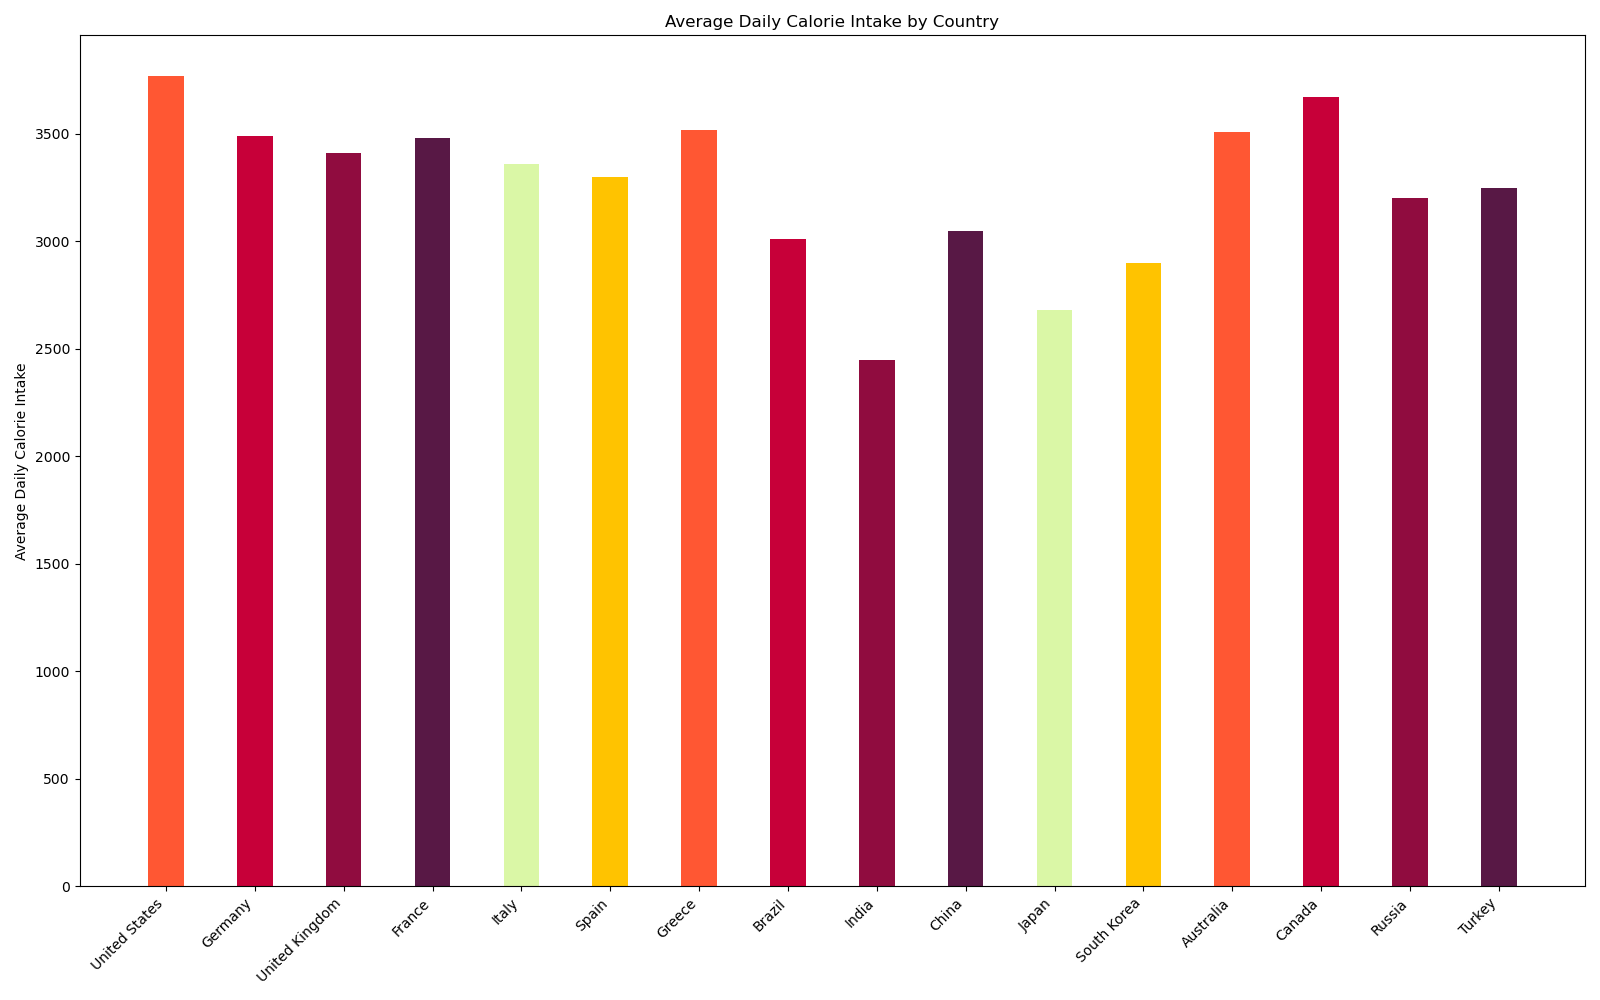 Average Daily Calorie Intake by Country
Average Daily Calorie Intake
3500
3000
2500
2000
1500
1000
500
0
United States
Germany
United Kingdom
France
Italy
Spain
Greece
Brazil
India
China
Japan
South Korea
Australia
Canada
Russia
Turkey